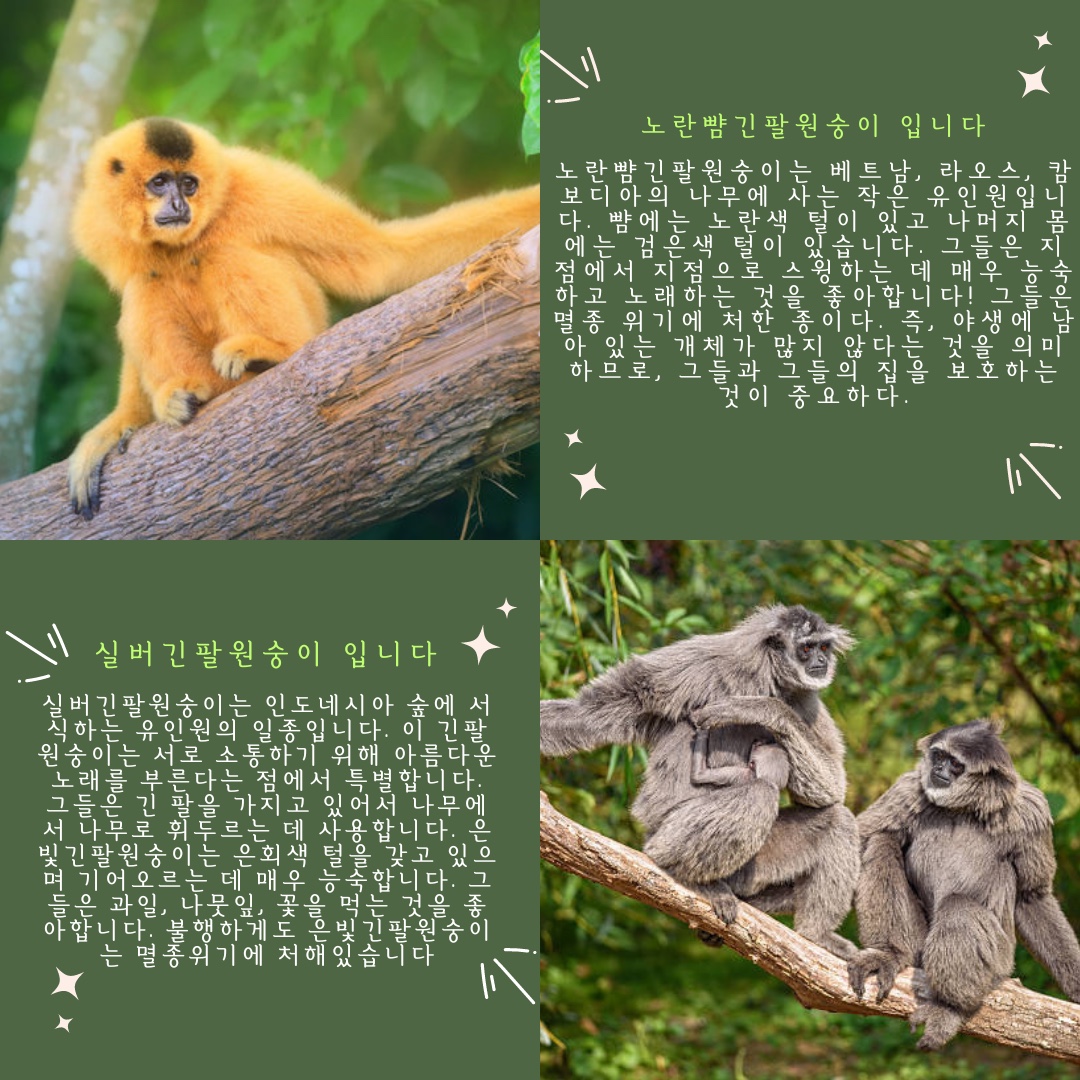 노란뺨긴팔원숭이 입니다
노란뺨긴팔원숭이는 베트남, 라오스, 캄
보디아의 나무에 사는 작은 유인원입니
다. 뺨에는 노란색 털이 있고 나머지 몸
에는 검은색 털이 있습니다. 그들은 지
점에서 지점으로 스윙하는 데 매우 능숙
하고 노래하는 것을 좋아합니다! 그들은
멸종 위기에 처한 종이다. 즉, 야생에 남
아 있는 개체가 많지 않다는 것을 의미
하므로, 그들과 그들의 집을 보호하는
것이 중요하다.
실버긴팔원숭이 입니다
실버긴팔원숭이는 인도네시아 숲에 서
식하는 유인원의 일종입니다. 이 긴팔
원숭이는 서로 소통하기 위해 아름다운
노래를 부른다는 점에서 특별합니다.
그들은 긴 팔을 가지고 있어서 나무에
서 나무로 휘두르는 데 사용합니다. 은
빛긴팔원숭이는 은회색 털을 갖고 있으
며 기어오르는 데 매우 능숙합니다. 그
들은 과일, 나뭇잎, 꽃을 먹는 것을 좋
아합니다. 불행하게도 은빛긴팔원숭이
는 멸종위기에 처해있습니다